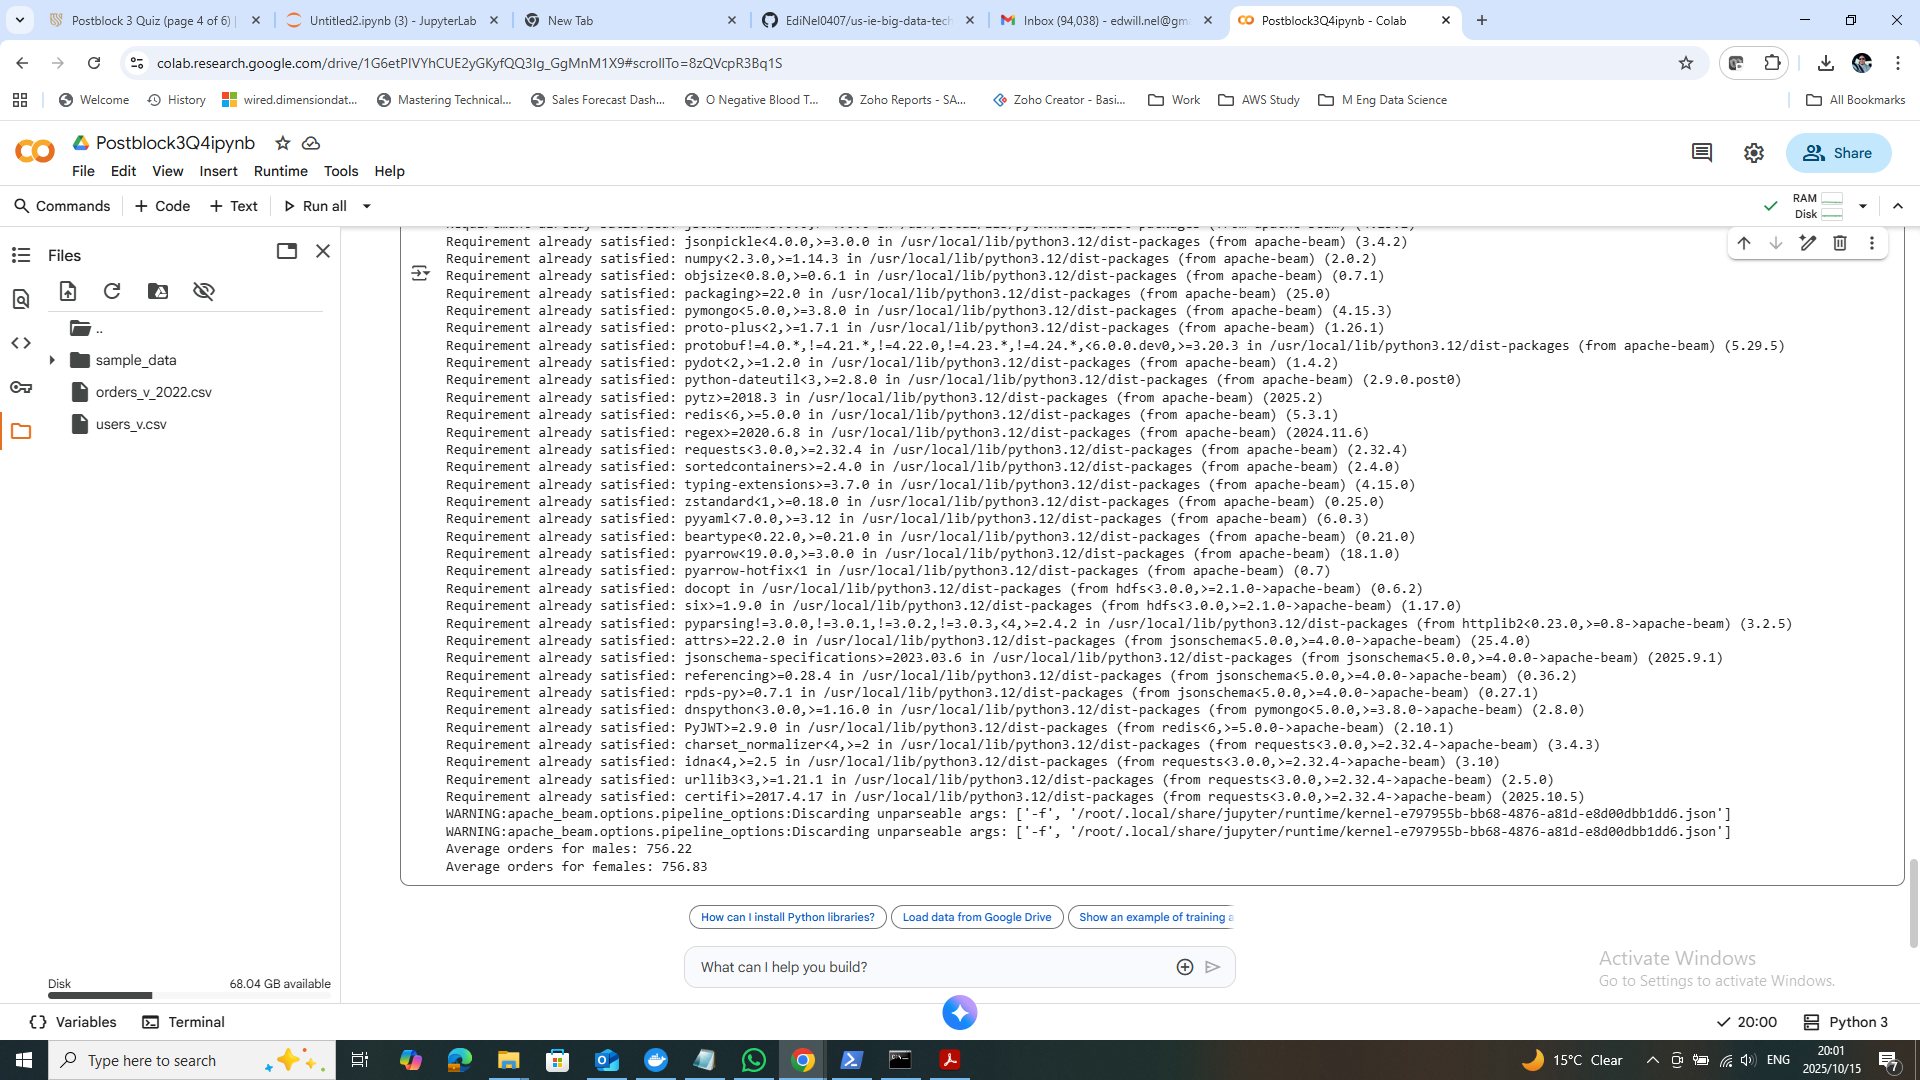 Postblock 3 Quiz (page 4 of 6) |
Untitled2.ipynb (3) - JupyterLab
New Tab
EdiNel0407/us-ie-big-data-tech
Inbox (94,038) - edwill.nel@gma
Postblock3Q4ipynb - Colab
colab.research.google.com/drive/1G6etPIVYhCUE2yGKyfQQ3Ig_GgMnM1X9#scrollTo=8zQVcpR3Bq1S
Welcome
History
wired.dimensiondat...
Mastering Technical...
Sales Forecast Dash...
O Negative Blood T...
Zoho Reports - SA...
Zoho Creator - Basi...
Work
AWS Study
M Eng Data Science
All Bookmarks
Postblock3Q4ipynb
File Edit View Insert Runtime Tools Help
Share
Commands + Code + Text Run all
RAM
Disk
Files
..
sample_data
orders_v_2022.csv
users_v.csv
Requirement already satisfied: jsonpickle<4.0.0,>=3.0.0 in /usr/local/lib/python3.12/dist-packages (from apache-beam) (3.4.2)
Requirement already satisfied: numpy<2.3.0,>=1.14.3 in /usr/local/lib/python3.12/dist-packages (from apache-beam) (2.0.2)
Requirement already satisfied: objsize<0.8.0,>=0.6.1 in /usr/local/lib/python3.12/dist-packages (from apache-beam) (0.7.1)
Requirement already satisfied: packaging>=22.0 in /usr/local/lib/python3.12/dist-packages (from apache-beam) (25.0)
Requirement already satisfied: pymongo<5.0.0,>=3.8.0 in /usr/local/lib/python3.12/dist-packages (from apache-beam) (4.15.3)
Requirement already satisfied: proto-plus<2,>=1.7.1 in /usr/local/lib/python3.12/dist-packages (from apache-beam) (1.26.1)
Requirement already satisfied: protobuf!=4.0.*,!=4.21.*,!=4.22.0,!=4.23.*,!=4.24.*,<6.0.0.dev0,>=3.20.3 in /usr/local/lib/python3.12/dist-packages (from apache-beam) (5.29.5)
Requirement already satisfied: pydot<2,>=1.2.0 in /usr/local/lib/python3.12/dist-packages (from apache-beam) (1.4.2)
Requirement already satisfied: python-dateutil<3,>=2.8.0 in /usr/local/lib/python3.12/dist-packages (from apache-beam) (2.9.0.post0)
Requirement already satisfied: pytz>=2018.3 in /usr/local/lib/python3.12/dist-packages (from apache-beam) (2025.2)
Requirement already satisfied: redis<6,>=5.0.0 in /usr/local/lib/python3.12/dist-packages (from apache-beam) (5.3.1)
Requirement already satisfied: regex>=2020.6.8 in /usr/local/lib/python3.12/dist-packages (from apache-beam) (2024.11.6)
Requirement already satisfied: requests<3.0.0,>=2.32.4 in /usr/local/lib/python3.12/dist-packages (from apache-beam) (2.32.4)
Requirement already satisfied: sortedcontainers>=2.4.0 in /usr/local/lib/python3.12/dist-packages (from apache-beam) (2.4.0)
Requirement already satisfied: typing-extensions>=3.7.0 in /usr/local/lib/python3.12/dist-packages (from apache-beam) (4.15.0)
Requirement already satisfied: zstandard<1,>=0.18.0 in /usr/local/lib/python3.12/dist-packages (from apache-beam) (0.25.0)
Requirement already satisfied: pyyaml<7.0.0,>=3.12 in /usr/local/lib/python3.12/dist-packages (from apache-beam) (6.0.3)
Requirement already satisfied: beartype<0.22.0,>=0.21.0 in /usr/local/lib/python3.12/dist-packages (from apache-beam) (0.21.0)
Requirement already satisfied: pyarrow<19.0.0,>=3.0.0 in /usr/local/lib/python3.12/dist-packages (from apache-beam) (18.1.0)
Requirement already satisfied: pyarrow-hotfix<1 in /usr/local/lib/python3.12/dist-packages (from apache-beam) (0.7)
Requirement already satisfied: docopt in /usr/local/lib/python3.12/dist-packages (from hdfs<3.0.0,>=2.1.0->apache-beam) (0.6.2)
Requirement already satisfied: six>=1.9.0 in /usr/local/lib/python3.12/dist-packages (from hdfs<3.0.0,>=2.1.0->apache-beam) (1.17.0)
Requirement already satisfied: pyparsing!=3.0.0,!=3.0.1,!=3.0.2,!=3.0.3,<4,>=2.4.2 in /usr/local/lib/python3.12/dist-packages (from httplib2<0.23.0,>=0.8->apache-beam) (3.2.5)
Requirement already satisfied: attrs>=22.2.0 in /usr/local/lib/python3.12/dist-packages (from jsonschema<5.0.0,>=4.0.0->apache-beam) (25.4.0)
Requirement already satisfied: jsonschema-specifications>=2023.03.6 in /usr/local/lib/python3.12/dist-packages (from jsonschema<5.0.0,>=4.0.0->apache-beam) (2025.9.1)
Requirement already satisfied: referencing>=0.28.4 in /usr/local/lib/python3.12/dist-packages (from jsonschema<5.0.0,>=4.0.0->apache-beam) (0.36.2)
Requirement already satisfied: rpds-py>=0.7.1 in /usr/local/lib/python3.12/dist-packages (from jsonschema<5.0.0,>=4.0.0->apache-beam) (0.27.1)
Requirement already satisfied: dnspython<3.0.0,>=1.16.0 in /usr/local/lib/python3.12/dist-packages (from pymongo<5.0.0,>=3.8.0->apache-beam) (2.8.0)
Requirement already satisfied: PyJWT>=2.9.0 in /usr/local/lib/python3.12/dist-packages (from redis<6,>=5.0.0->apache-beam) (2.10.1)
Requirement already satisfied: charset_normalizer<4,>=2 in /usr/local/lib/python3.12/dist-packages (from requests<3.0.0,>=2.32.4->apache-beam) (3.4.3)
Requirement already satisfied: idna<4,>=2.5 in /usr/local/lib/python3.12/dist-packages (from requests<3.0.0,>=2.32.4->apache-beam) (3.10)
Requirement already satisfied: urllib3<3,>=1.21.1 in /usr/local/lib/python3.12/dist-packages (from requests<3.0.0,>=2.32.4->apache-beam) (2.5.0)
Requirement already satisfied: certifi>=2017.4.17 in /usr/local/lib/python3.12/dist-packages (from requests<3.0.0,>=2.32.4->apache-beam) (2025.10.5)
WARNING:apache_beam.options.pipeline_options:Discarding unparseable args: ['-f', '/root/.local/share/jupyter/runtime/kernel-e797955b-bb68-4876-a81d-e8d00dbb1dd6.json']
WARNING:apache_beam.options.pipeline_options:Discarding unparseable args: ['-f', '/root/.local/share/jupyter/runtime/kernel-e797955b-bb68-4876-a81d-e8d00dbb1dd6.json']
Average orders for males: 756.22
Average orders for females: 756.83
How can I install Python libraries?
Load data from Google Drive
Show an example of training a
What can I help you build?
Activate Windows
Go to Settings to activate Windows.
Disk
68.04 GB available
Variables
Terminal
20:00
Python 3
Type here to search
15°C Clear
ENG
20:01
2025/10/15
7